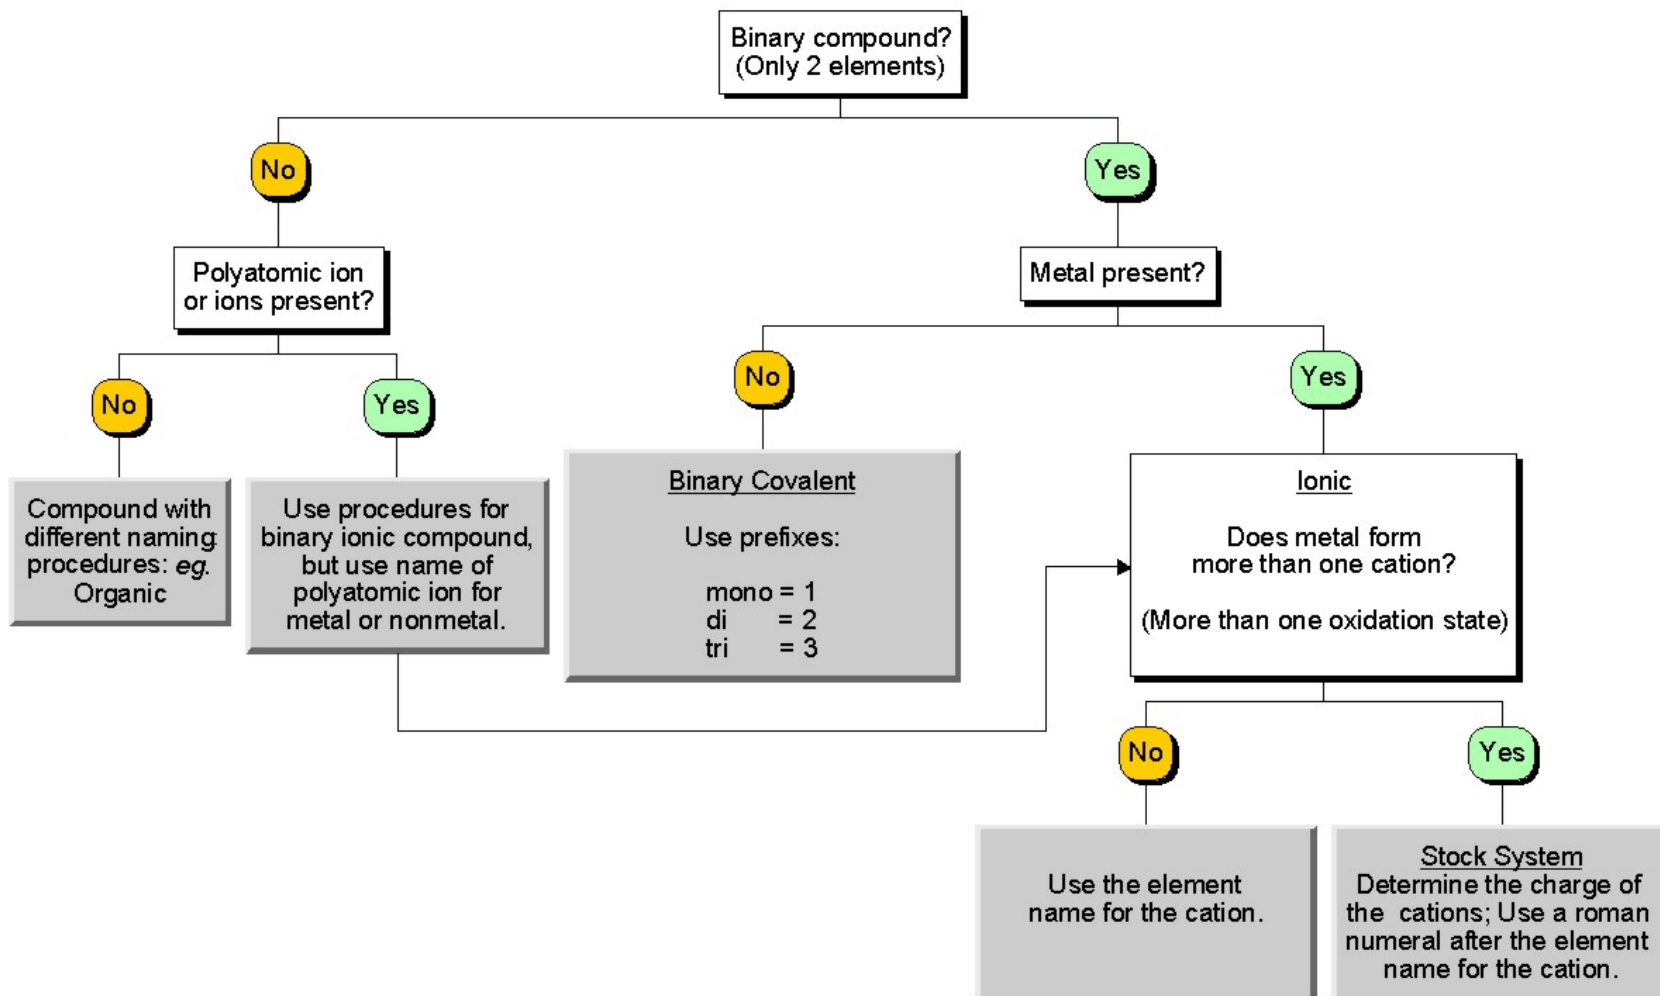 Binary compound?
(Only 2 elements)
No
Yes
Polyatomic ion
or ions present?
Metal present?
No
Yes
No
Yes
Compound with
different naming
procedures: eg.
Organic
Use procedures for
binary ionic compound,
but use name of
polyatomic ion for
metal or nonmetal.
Binary Covalent
Use prefixes:
mono = 1
di = 2
tri = 3
Ionic
Does metal form
more than one cation?
(More than one oxidation state)
No
Yes
Use the element
name for the cation.
Stock System
Determine the charge of
the cations; Use a roman
numeral after the element
name for the cation.